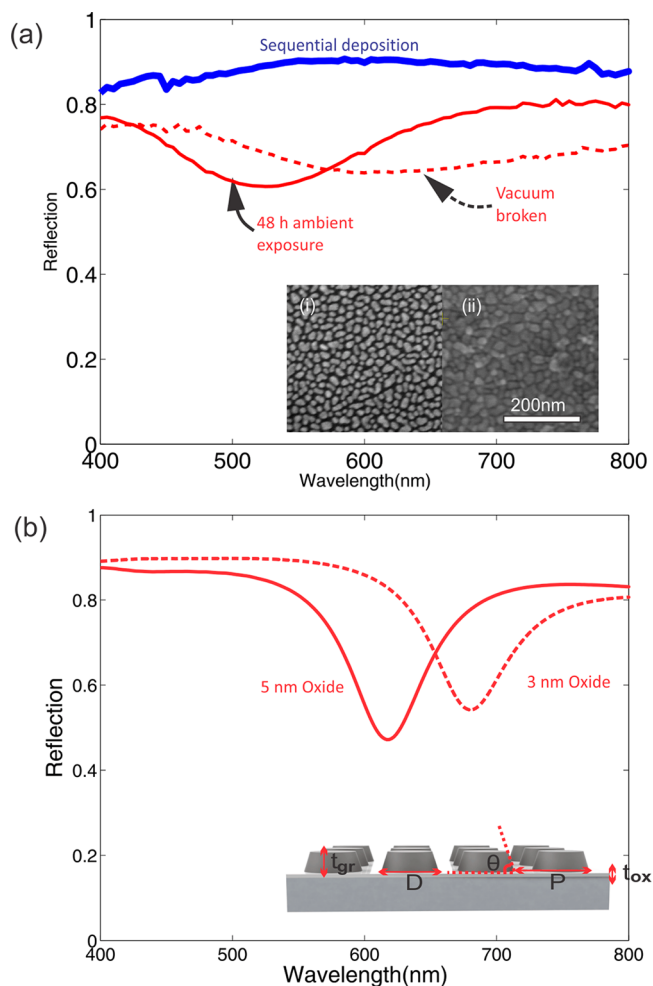 (a)
1
Sequential deposition
0.8
0.6
48 h ambient
exposure
Vacuum
broken
Reflection
0.4
(i)
(ii)
0.2
200nm
0
400
500
600
700
800
Wavelength(nm)
(b)
1
0.8
5 nm Oxide
3 nm Oxide
0.6
Reflection
0.4
0.2
tgr
D
θ
P
tox
0
400
500
600
700
800
Wavelength(nm)